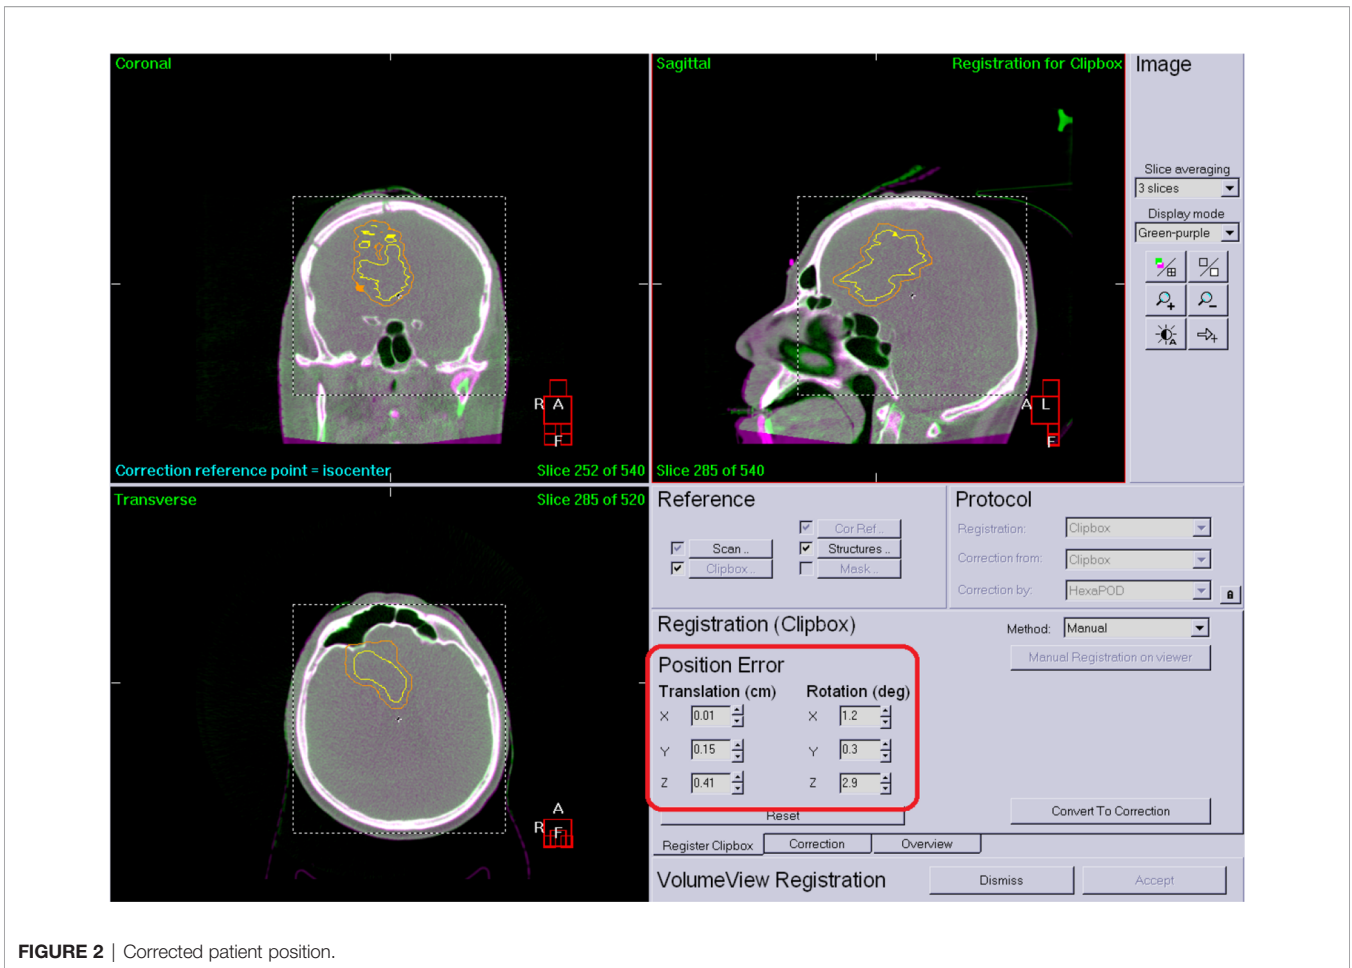 Coronal
Sagittal
Registration for Clipbox
Image
Slice averaging
3 slices
Display mode
Green-purple
A
R A
F
A L
F
Correction reference point = isocenter
Slice 252 of 540
Slice 285 of 540
Transverse
Slice 285 of 520
Reference
Cor Ref ..
Scan ..
Structures ..
Clipbox ..
Mask ..
Protocol
Registration: Clipbox
Correction from: Clipbox
Correction by: HexaPOD
Registration (Clipbox)
Method: Manual
Manual Registration on viewer
Position Error
Translation (cm) Rotation (deg)
X 0.01 X 1.2
Y 0.15 Y 0.3
Z 0.41 Z 2.9
Reset
Convert To Correction
A
R F
Register Clipbox Correction Overview
VolumeView Registration
Dismiss
Accept
FIGURE 2 | Corrected patient position.